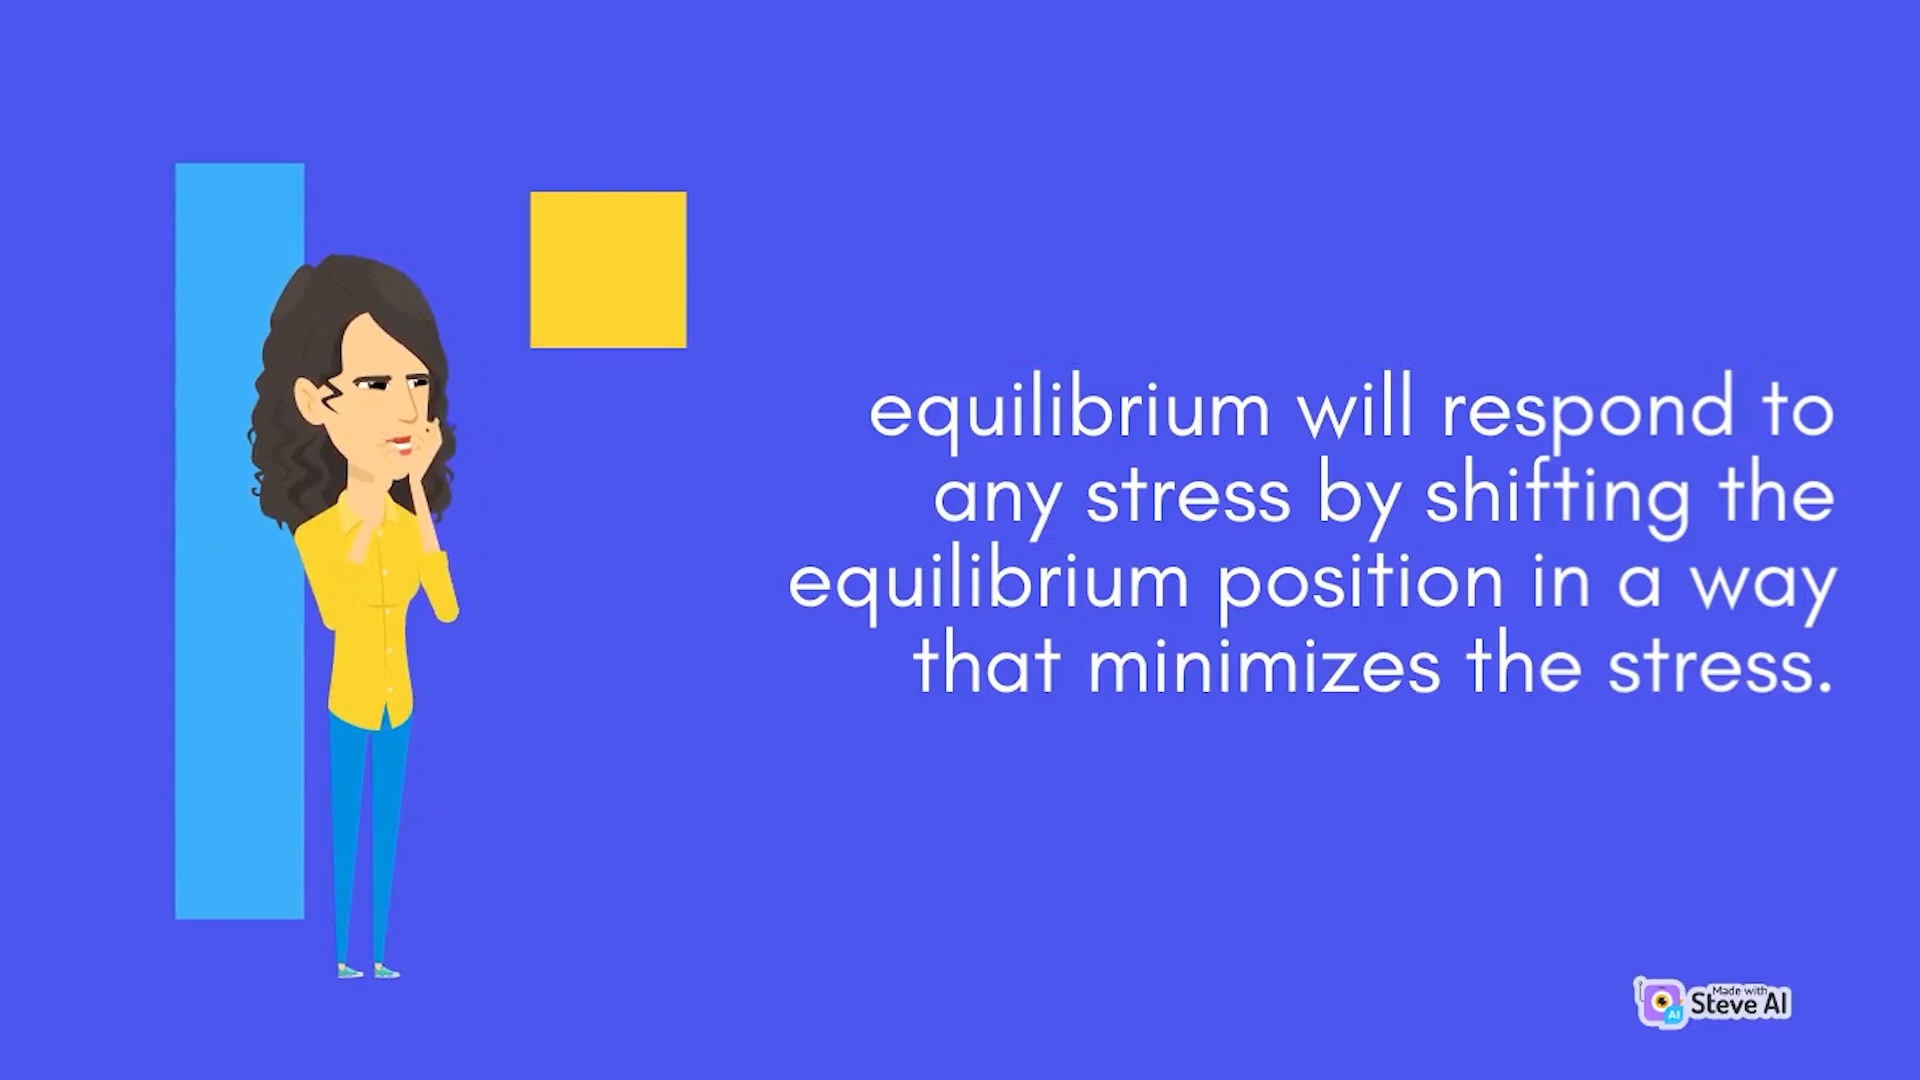 equilibrium will respond to
any stress by shifting the
equilibrium position in a way
that minimizes the stress.
Made with
Steve AI
AI